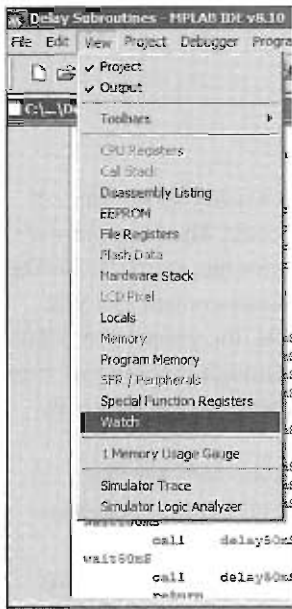 Delay Subroutines - MPLAB IDE v8.10
File Edit View Project Debugger Progra
C:\...\D
Project
Output
Toolbars
CPU Registers
Call Stack
Disassembly Listing
EEPROM
File Registers
Flash Data
Hardware Stack
LCD Pixel
Locals
Memory
Program Memory
SFR / Peripherals
Special Function Registers
Watch
1 Memory Usage Gauge
Simulator Trace
Simulator Logic Analyzer
call delay50mS
wait50mS
call delay50mS
return